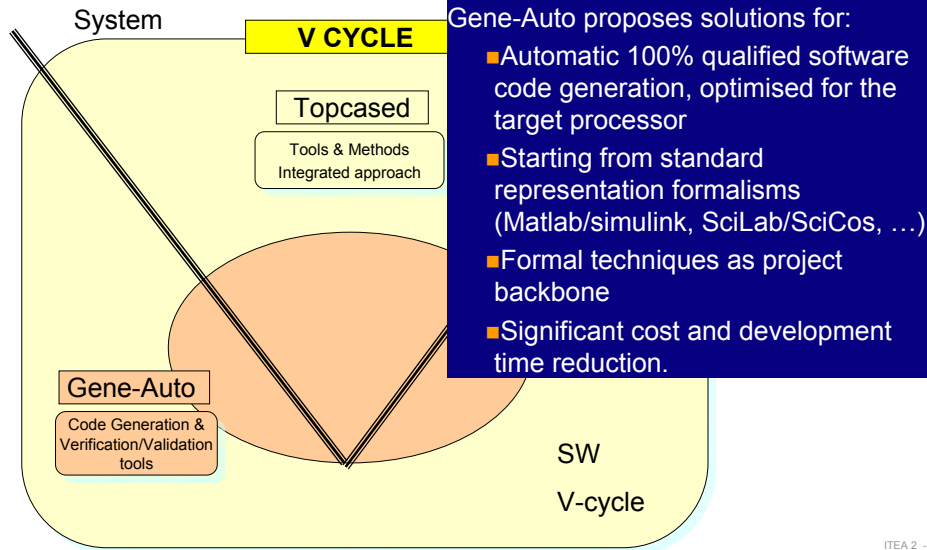 System
V CYCLE
Topcased
Tools & Methods
Integrated approach
Gene-Auto proposes solutions for:
■Automatic 100% qualified software
code generation, optimised for the
target processor
■Starting from standard
representation formalisms
(Matlab/simulink, SciLab/SciCos, …)
■Formal techniques as project
backbone
■Significant cost and development
time reduction.
Gene-Auto
Code Generation &
Verification/Validation
tools
SW
V-cycle
ITEA 2 -